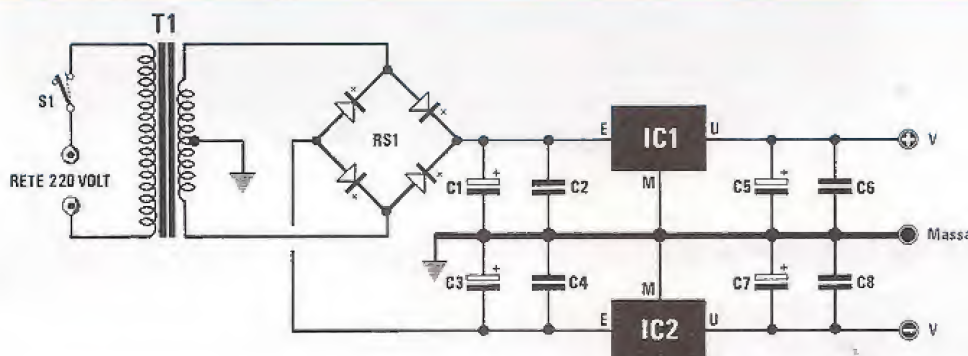 T1
S1
RETE 220 VOLT
RS1
E
IC1
U
M
C1
+
C2
C5
+
C6
V
Massa
C3
+
C4
M
C7
+
C8
E
IC2
U
V